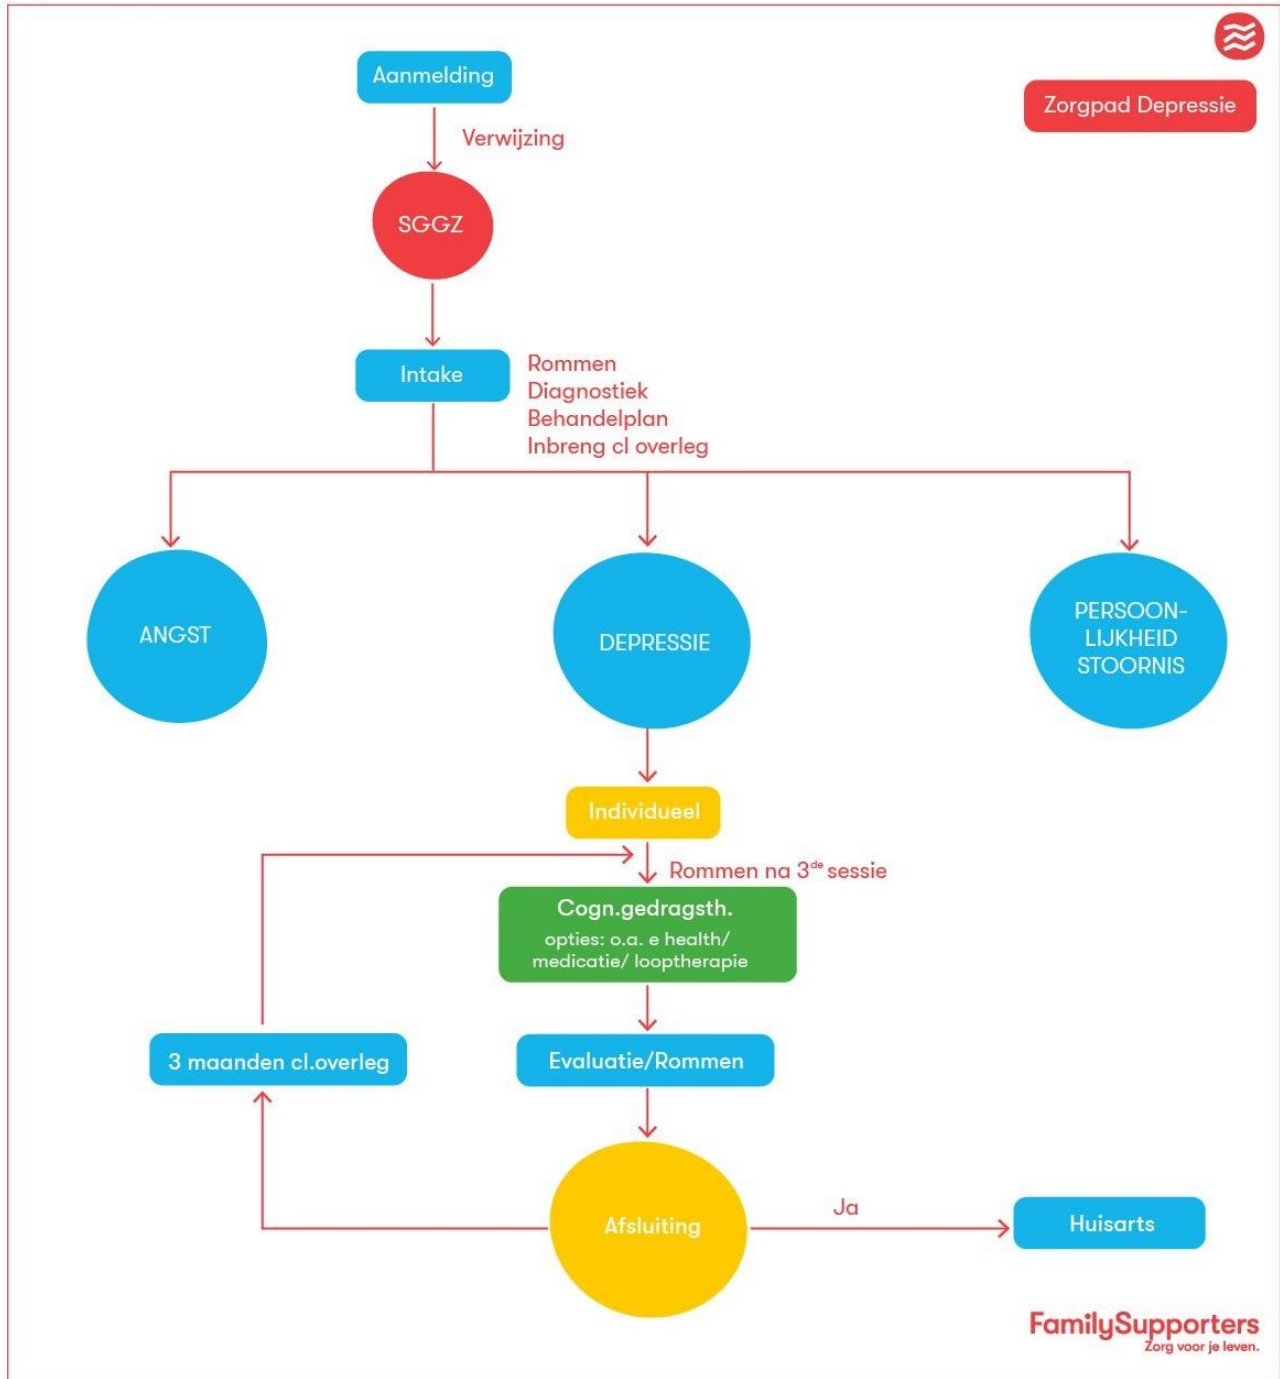 Aanmelding
Zorgpad Depressie
Verwijzing
SGGZ
Intake
Rommen
Diagnostiek
Behandelplan
Inbreng cl overleg
ANGST
DEPRESSIE
PERSOON-
LIJKHEID
STOORNIS
Individueel
Rommen na 3de sessie
Cogn.gedragsth.
opties: o.a. e health/
medicatie/ looptherapie
3 maanden cl.overleg
Evaluatie/Rommen
Afsluiting
Ja
Huisarts
FamilySupporters
Zorg voor je leven.